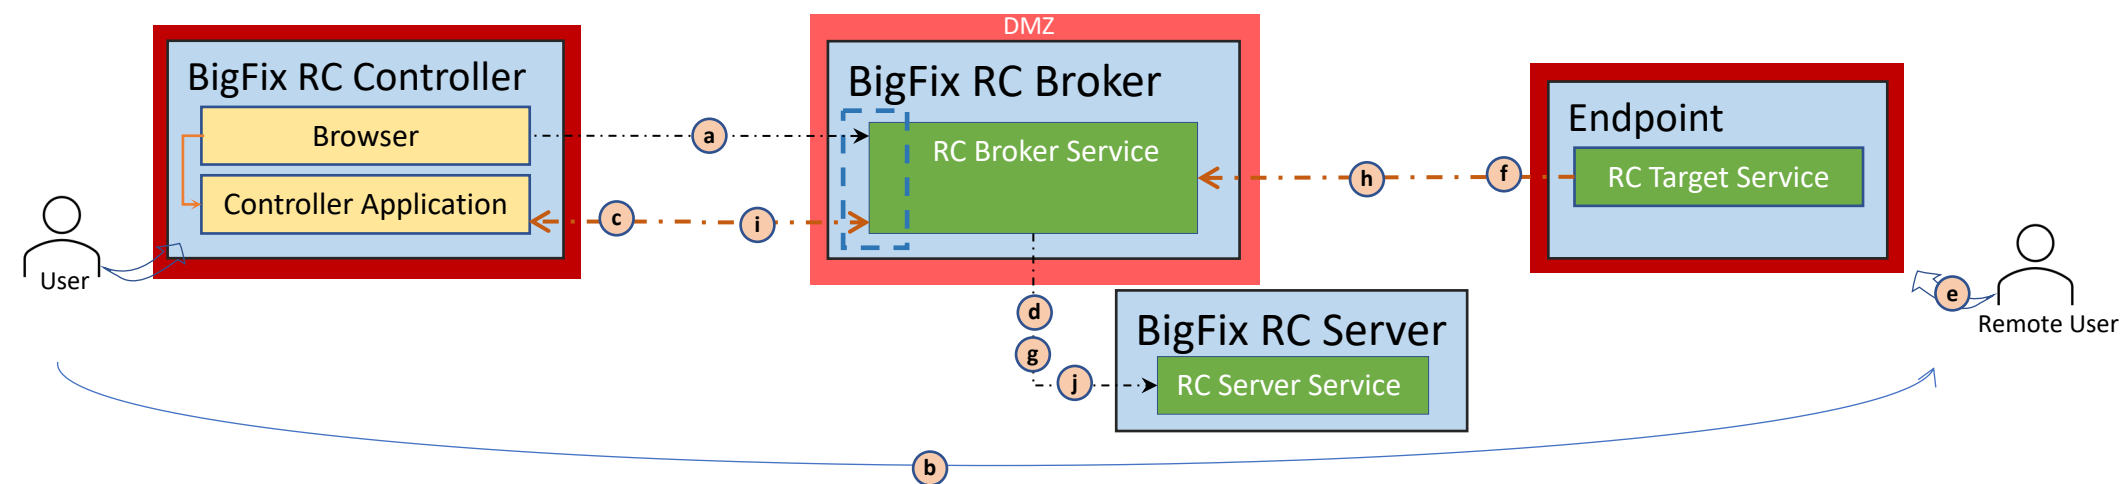 DMZ
BigFix RC Controller
Browser
Controller Application
User
a
c
i
BigFix RC Broker
RC Broker Service
h
f
Endpoint
RC Target Service
e
Remote User
d
g
j
BigFix RC Server
RC Server Service
b